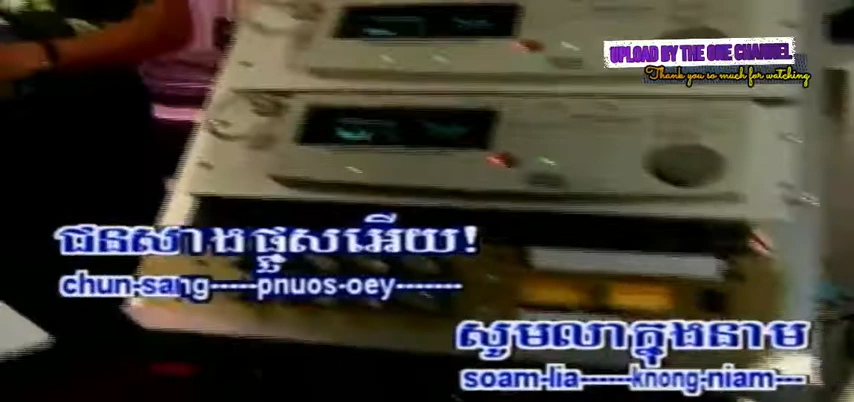 UPLOAD BY THE ONE CHANNEL
Thank you so much for watching
ជនសាងផ្នួសអើយ!
chun-sang-----pnuos-oey-------
សូមលាក្នុងនាម
soam-lia------knong-niam---